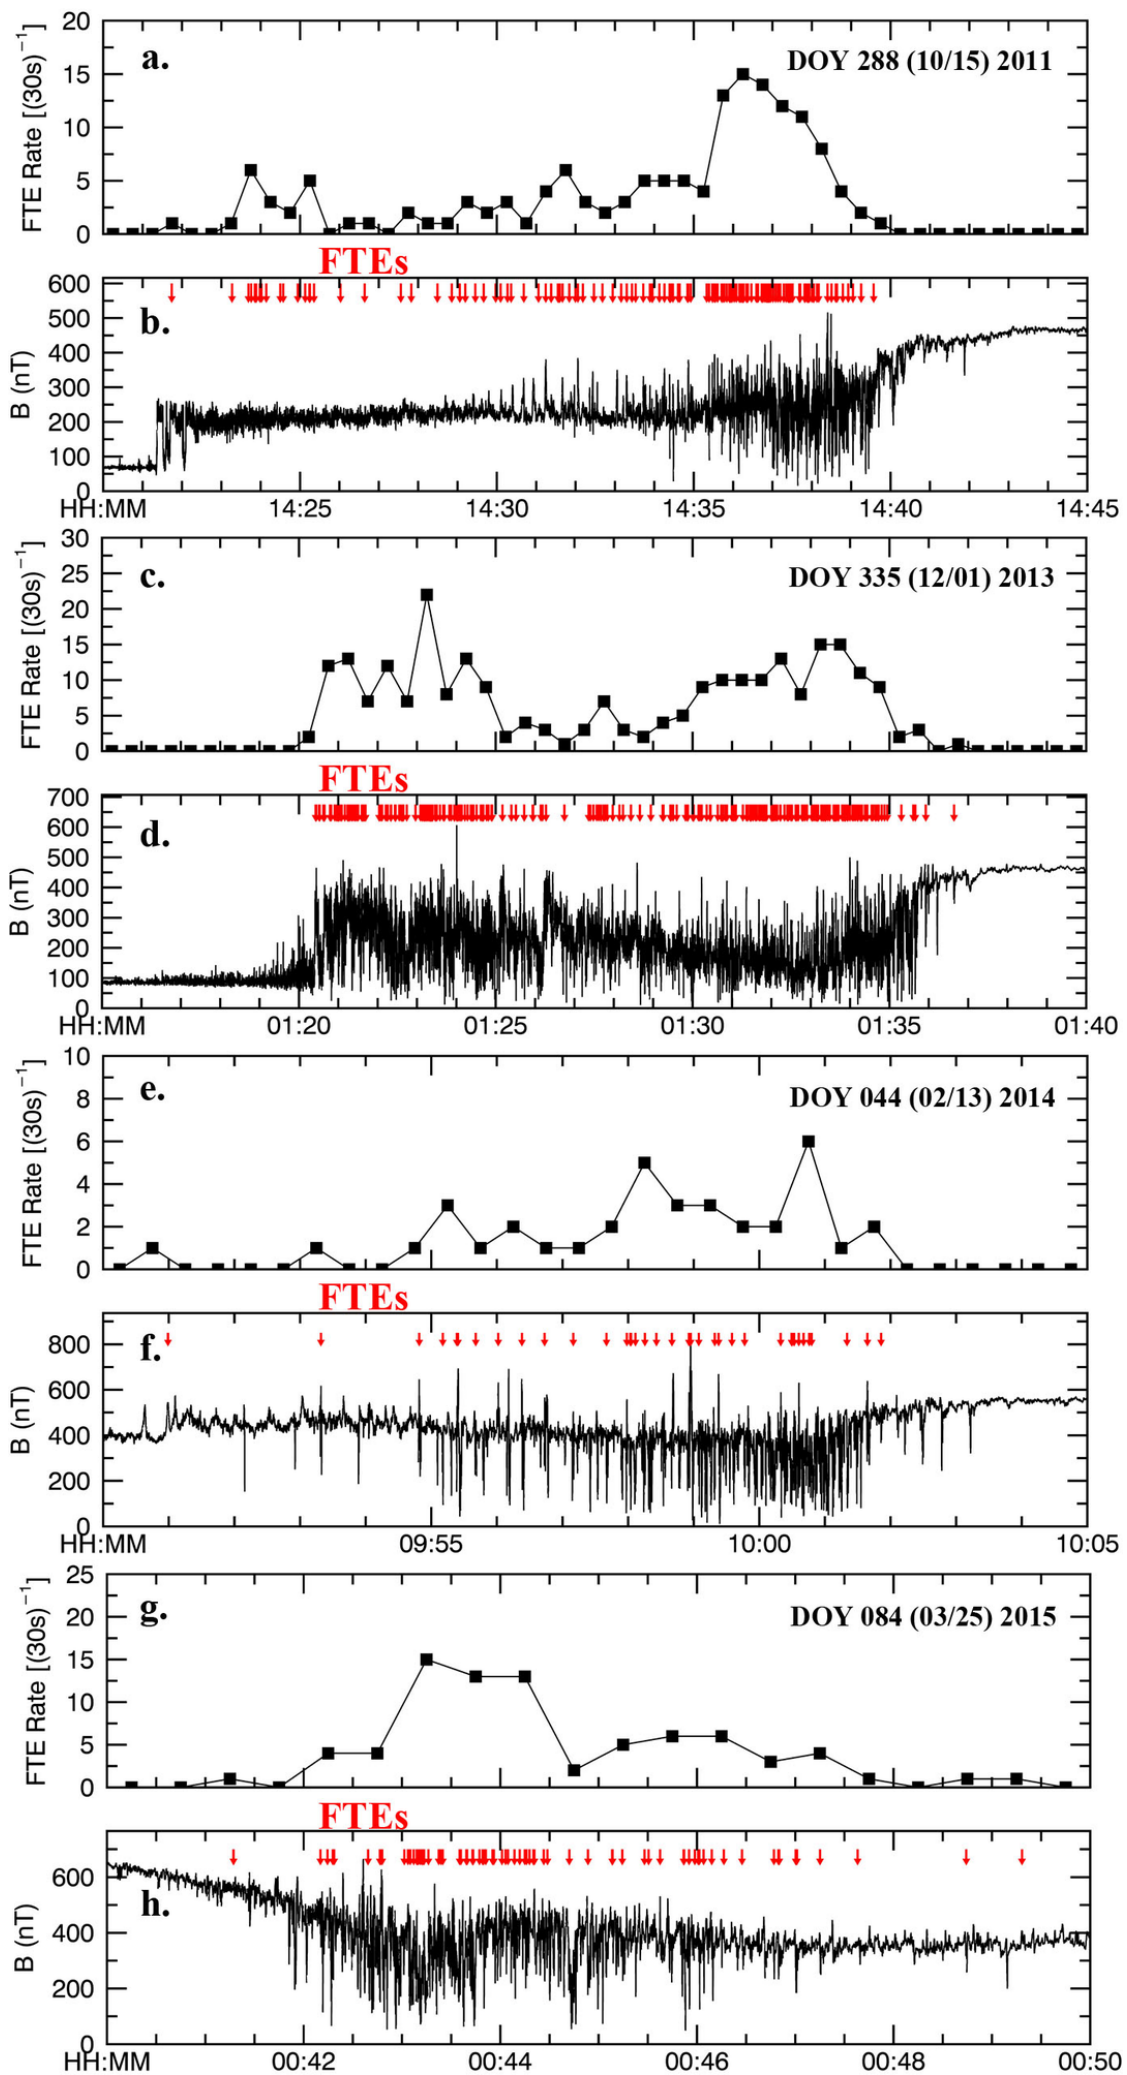 a.
DOY 288 (10/15) 2011
FTE Rate [(30s)⁻¹]
20
15
10
5
0
FTEs
b.
B (nT)
600
500
400
300
200
100
0
HH:MM 14:25 14:30 14:35 14:40 14:45
c.
DOY 335 (12/01) 2013
FTE Rate [(30s)⁻¹]
30
25
20
15
10
5
0
FTEs
d.
B (nT)
700
600
500
400
300
200
100
0
HH:MM 01:20 01:25 01:30 01:35 01:40
e.
DOY 044 (02/13) 2014
FTE Rate [(30s)⁻¹]
10
8
6
4
2
0
FTEs
f.
B (nT)
800
600
400
200
0
HH:MM 09:55 10:00 10:05
g.
DOY 084 (03/25) 2015
FTE Rate [(30s)⁻¹]
25
20
15
10
5
0
FTEs
h.
B (nT)
600
400
200
0
HH:MM 00:42 00:44 00:46 00:48 00:50